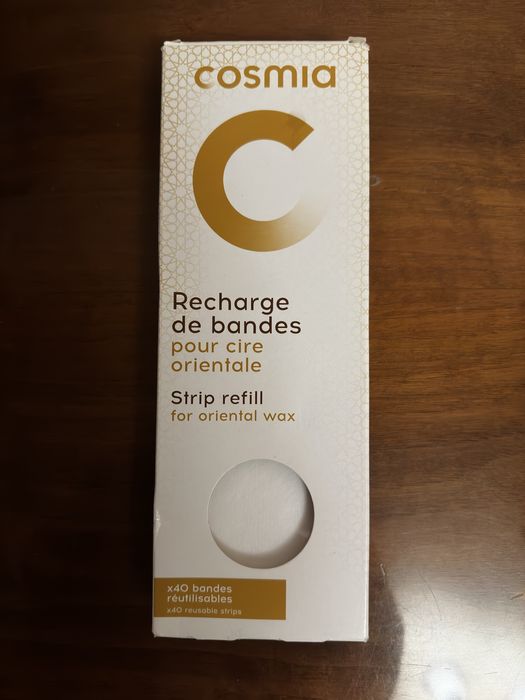 cosmia
C
Recharge
de bandes
pour cire
orientale
Strip refill
for oriental wax
x40 bandes
réutilisables
x40 reusable strips